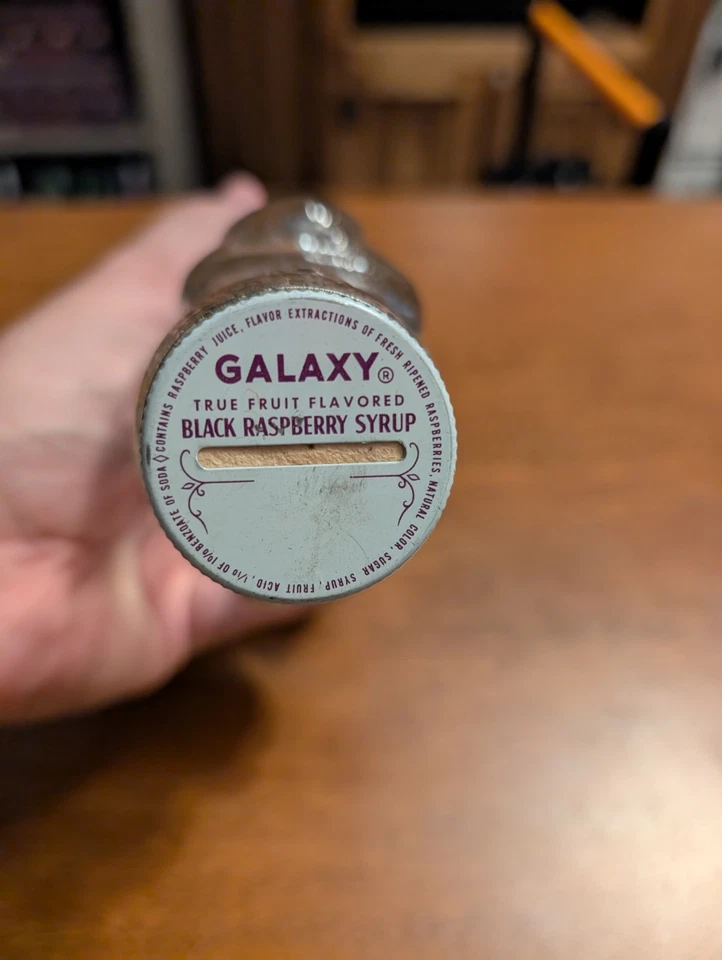 GALAXY®
TRUE FRUIT FLAVORED
BLACK RASPBERRY SYRUP
◊ CONTAINS RASPBERRY JUICE, FLAVOR EXTRACTIONS OF FRESH RIPENED RASPBERRIES, NATURAL COLOR, SUGAR SYRUP, FRUIT ACID, 1/10 OF 1% BENZOATE OF SODA